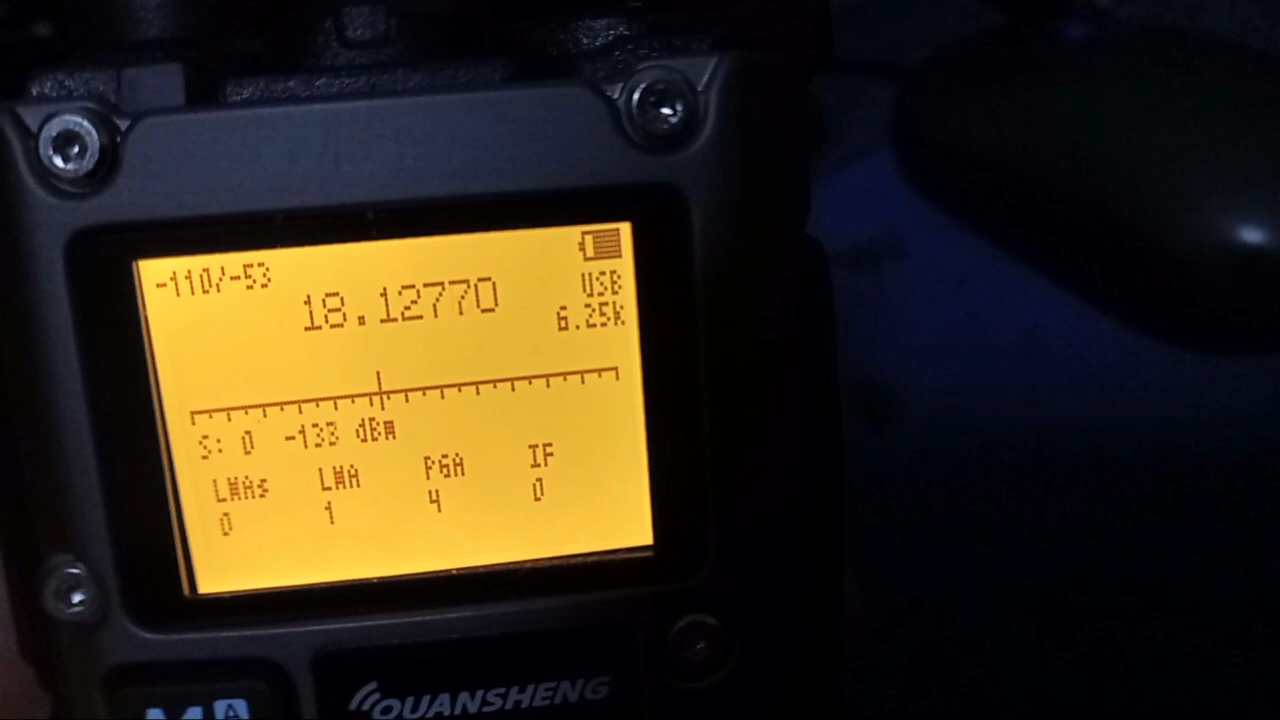 -110/-53
18.12770
USB
6.25k
S: 0 -133 dBm
LNAs LNA PGA IF
0 1 4 0
QUANSHENG
M A